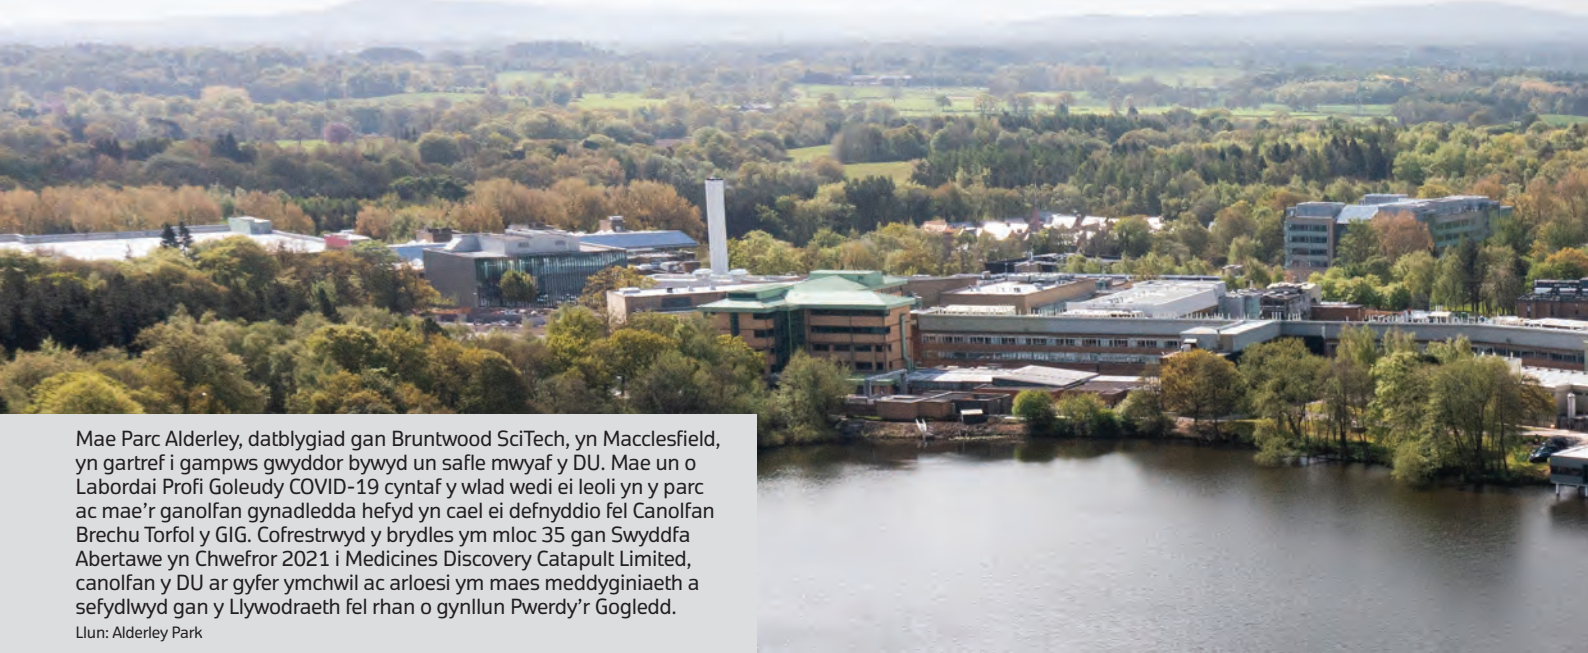 Mae Parc Alderley, datblygiad gan Bruntwood SciTech, yn Macclesfield,
yn gartref i gampws gwyddor bywyd un safle mwyaf y DU. Mae un o
Labordai Profi Goleudy COVID-19 cyntaf y wlad wedi ei leoli yn y parc
ac mae’r ganolfan gynadledda hefyd yn cael ei defnyddio fel Canolfan
Brechu Torfol y GIG. Cofrestrwyd y brydles ym mloc 35 gan Swyddfa
Abertawe yn Chwefror 2021 i Medicines Discovery Catapult Limited,
canolfan y DU ar gyfer ymchwil ac arloesi ym maes meddyginiaeth a
sefydlwyd gan y Llywodraeth fel rhan o gynllun Pwerdy’r Gogledd.
Llun: Alderley Park